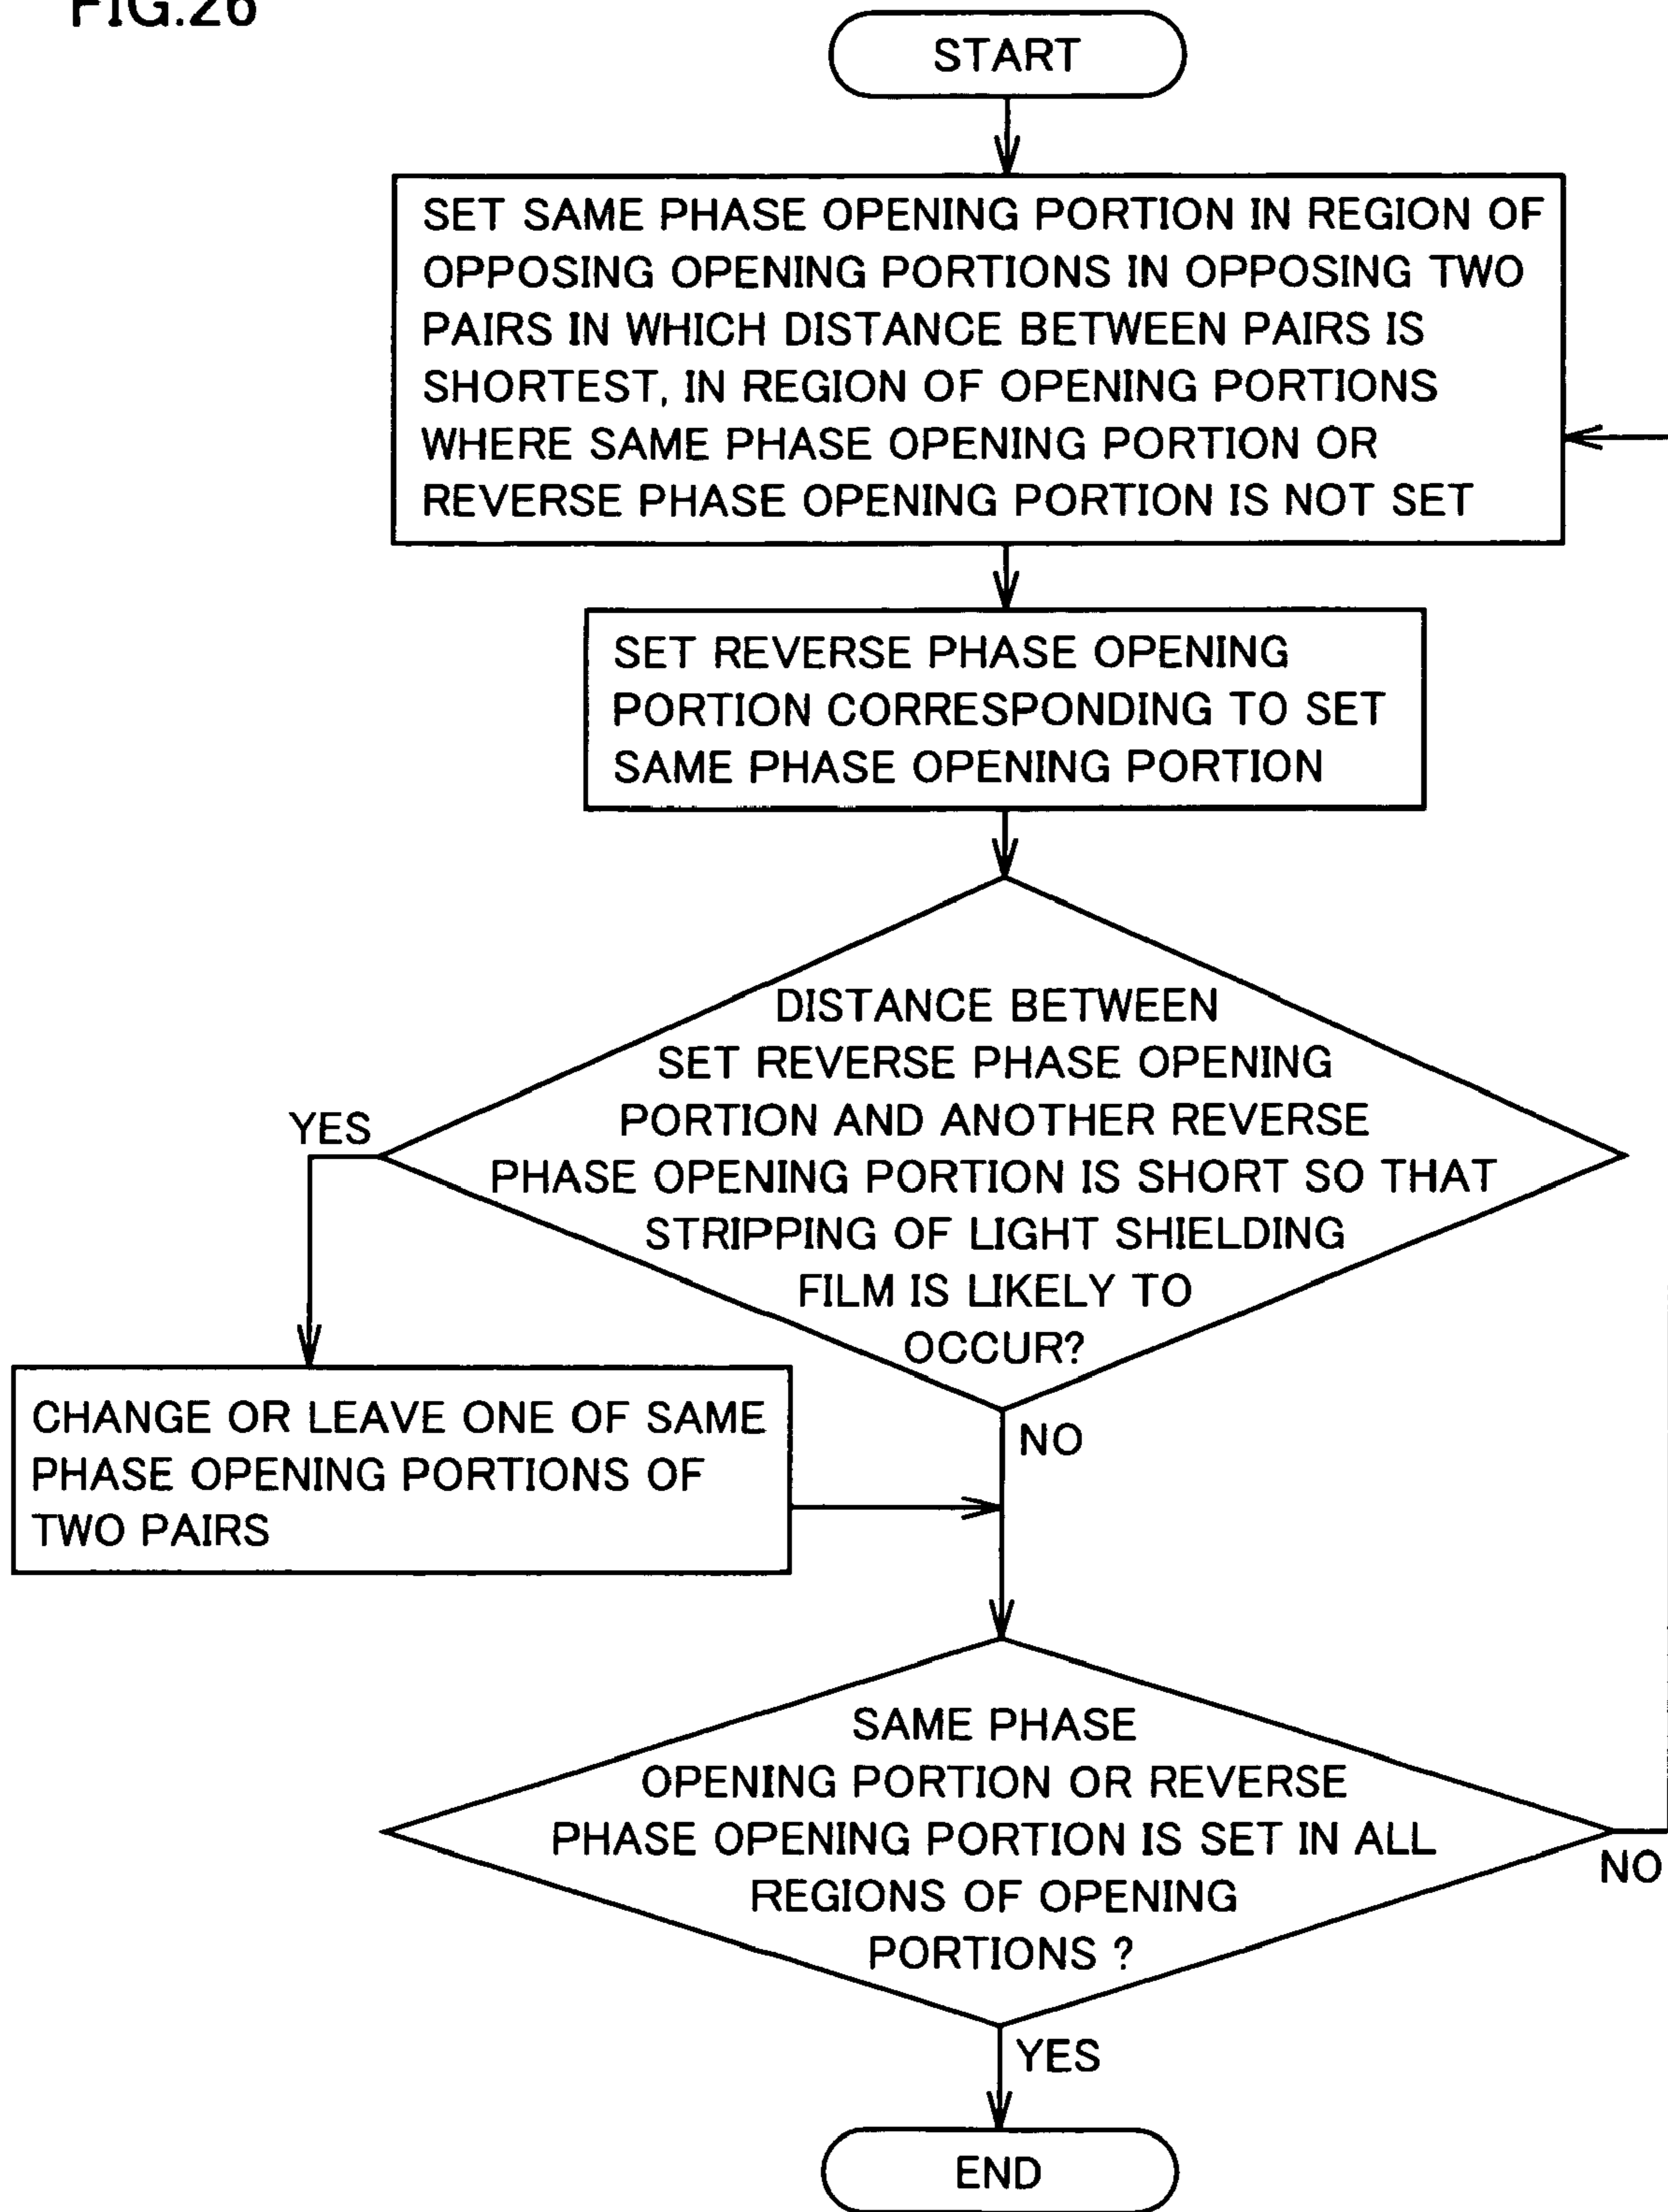 FIG.26
START
SET SAME PHASE OPENING PORTION IN REGION OF
OPPOSING OPENING PORTIONS IN OPPOSING TWO
PAIRS IN WHICH DISTANCE BETWEEN PAIRS IS
SHORTEST, IN REGION OF OPENING PORTIONS
WHERE SAME PHASE OPENING PORTION OR
REVERSE PHASE OPENING PORTION IS NOT SET
SET REVERSE PHASE OPENING
PORTION CORRESPONDING TO SET
SAME PHASE OPENING PORTION
DISTANCE BETWEEN
SET REVERSE PHASE OPENING
PORTION AND ANOTHER REVERSE
PHASE OPENING PORTION IS SHORT SO THAT
STRIPPING OF LIGHT SHIELDING
FILM IS LIKELY TO
OCCUR?
YES
CHANGE OR LEAVE ONE OF SAME
PHASE OPENING PORTIONS OF
TWO PAIRS
NO
SAME PHASE
OPENING PORTION OR REVERSE
PHASE OPENING PORTION IS SET IN ALL
REGIONS OF OPENING
PORTIONS ?
NO
YES
END